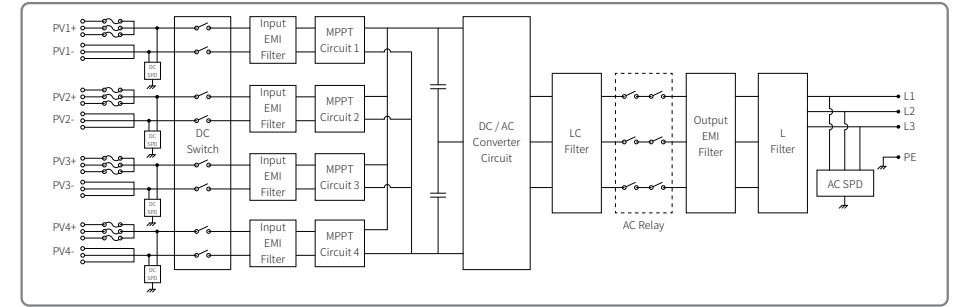 PV1+
PV1-
DC
SPD
Input
EMI
Filter
MPPT
Circuit 1
PV2+
PV2-
DC
SPD
Input
EMI
Filter
MPPT
Circuit 2
DC
Switch
PV3+
PV3-
DC
SPD
Input
EMI
Filter
MPPT
Circuit 3
PV4+
PV4-
DC
SPD
Input
EMI
Filter
MPPT
Circuit 4
DC / AC
Converter
Circuit
LC
Filter
AC Relay
Output
EMI
Filter
L
Filter
L1
L2
L3
PE
AC SPD